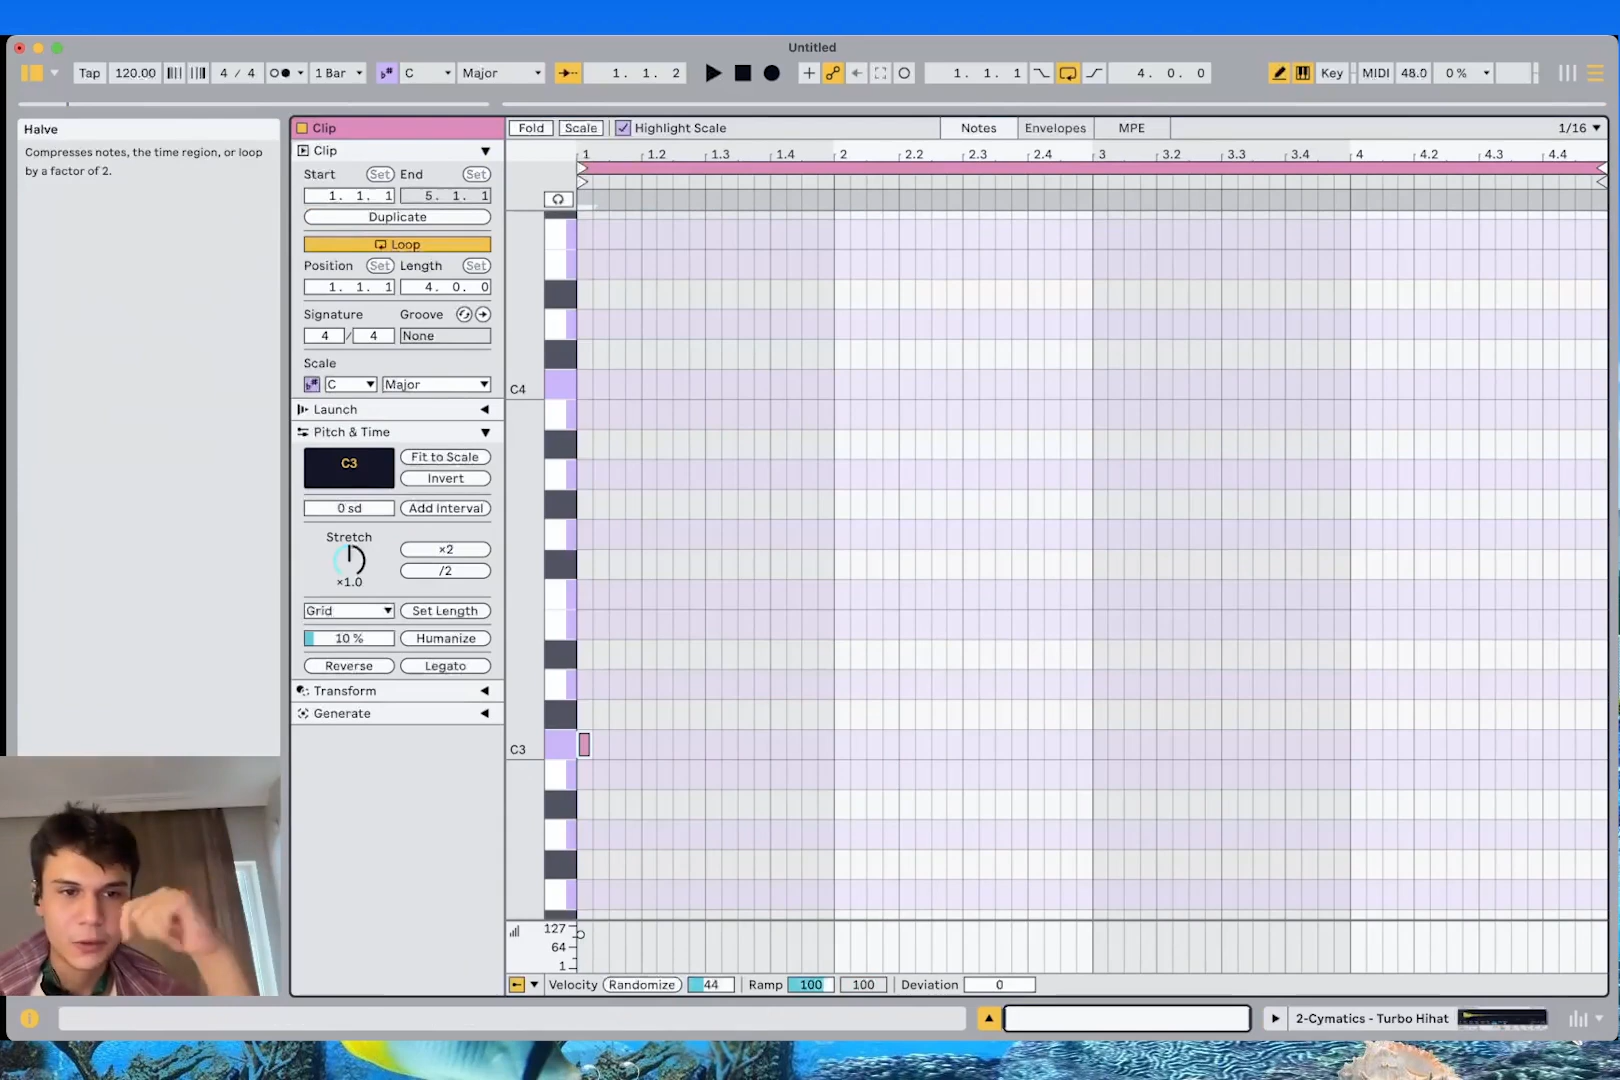 Untitled
Tap 120.00 4 / 4 1 Bar C Major 1. 1. 2 1. 1. 1 4. 0. 0 Key MIDI 48.0 0 %
Halve
Compresses notes, the time region, or loop
by a factor of 2.
Clip
Clip
Start Set End Set
1. 1. 1 5. 1. 1
Duplicate
Loop
Position Set Length Set
1. 1. 1 4. 0. 0
Signature Groove
4 / 4 None
Scale
C Major
Launch
Pitch & Time
C3 Fit to Scale
Invert
0 sd Add Interval
Stretch
×2
/2
×1.0
Grid Set Length
10 % Humanize
Reverse Legato
Transform
Generate
Fold Scale Highlight Scale Notes Envelopes MPE 1/16
1 1.2 1.3 1.4 2 2.2 2.3 2.4 3 3.2 3.3 3.4 4 4.2 4.3 4.4
C4
C3
127
64
1
Velocity Randomize 44 Ramp 100 100 Deviation 0
2-Cymatics - Turbo Hihat